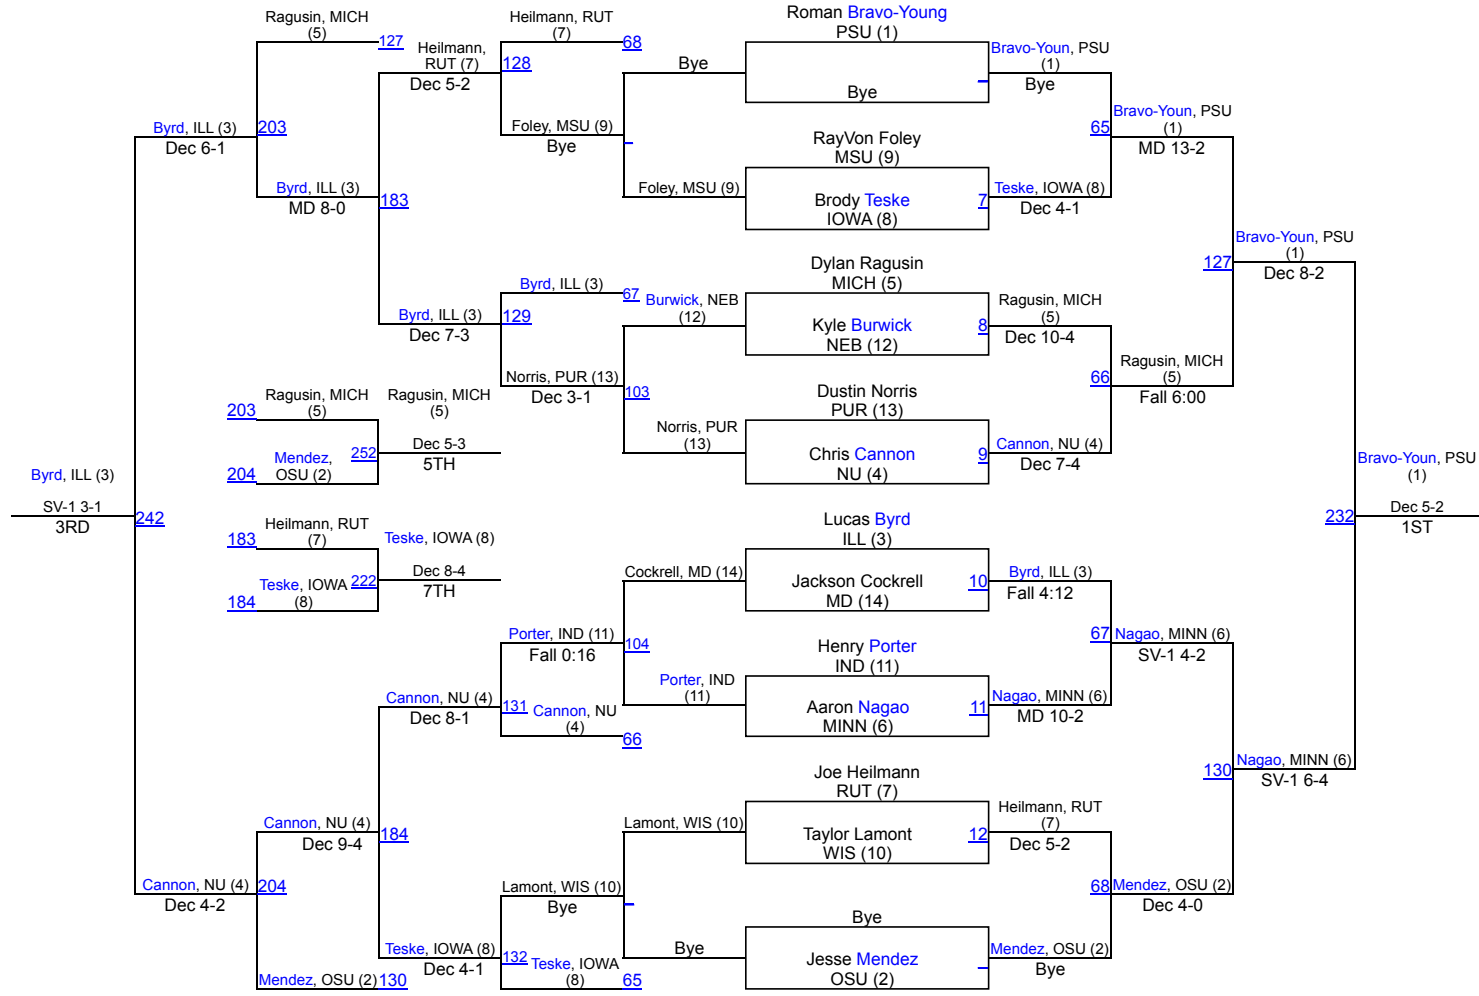 Ragusin, MICH
(5)
127
Heilmann,
RUT (7)
Dec 5-2
Heilmann, RUT
(7)
68
128
Foley, MSU (9)
Bye
Bye
Foley, MSU (9)
Byrd, ILL (3)
Dec 6-1
203
Byrd, ILL (3)
MD 8-0
183
Byrd, ILL (3)
Dec 7-3
Byrd, ILL (3)
67
129
Norris, PUR (13)
Dec 3-1
Burwick, NEB
(12)
103
Norris, PUR
(13)
203
Ragusin, MICH
(5)
204
Mendez,
OSU (2)
252
Ragusin, MICH
(5)
Dec 5-3
5TH
Byrd, ILL (3)
SV-1 3-1
3RD
242
183
Heilmann, RUT
(7)
184
Teske, IOWA
(8)
222
Teske, IOWA (8)
Dec 8-4
7TH
Cockrell, MD (14)
104
Porter, IND
(11)
Porter, IND (11)
Fall 0:16
Cannon, NU (4)
Dec 8-1
131
Cannon, NU
(4)
66
Cannon, NU (4)
Dec 9-4
184
Cannon, NU (4)
Dec 4-2
204
Mendez, OSU (2)
130
Teske, IOWA (8)
Dec 4-1
132
Teske, IOWA
(8)
65
Lamont, WIS (10)
Bye
Lamont, WIS (10)
Bye
Roman Bravo-Young
PSU (1)
Bye
Bravo-Youn, PSU
(1)
Bye
RayVon Foley
MSU (9)
Brody Teske
IOWA (8)
7
Teske, IOWA (8)
Dec 4-1
65
Bravo-Youn, PSU
(1)
MD 13-2
Dylan Ragusin
MICH (5)
Kyle Burwick
NEB (12)
8
Ragusin, MICH
(5)
Dec 10-4
Dustin Norris
PUR (13)
Chris Cannon
NU (4)
9
Cannon, NU (4)
Dec 7-4
66
Ragusin, MICH
(5)
Fall 6:00
127
Bravo-Youn, PSU
(1)
Dec 8-2
Lucas Byrd
ILL (3)
Jackson Cockrell
MD (14)
10
Byrd, ILL (3)
Fall 4:12
Henry Porter
IND (11)
Aaron Nagao
MINN (6)
11
Nagao, MINN (6)
MD 10-2
67
Nagao, MINN (6)
SV-1 4-2
Joe Heilmann
RUT (7)
Taylor Lamont
WIS (10)
12
Heilmann, RUT
(7)
Dec 5-2
Bye
Jesse Mendez
OSU (2)
Mendez, OSU (2)
Bye
68
Mendez, OSU (2)
Dec 4-0
130
Nagao, MINN (6)
SV-1 6-4
232
Bravo-Youn, PSU
(1)
Dec 5-2
1ST